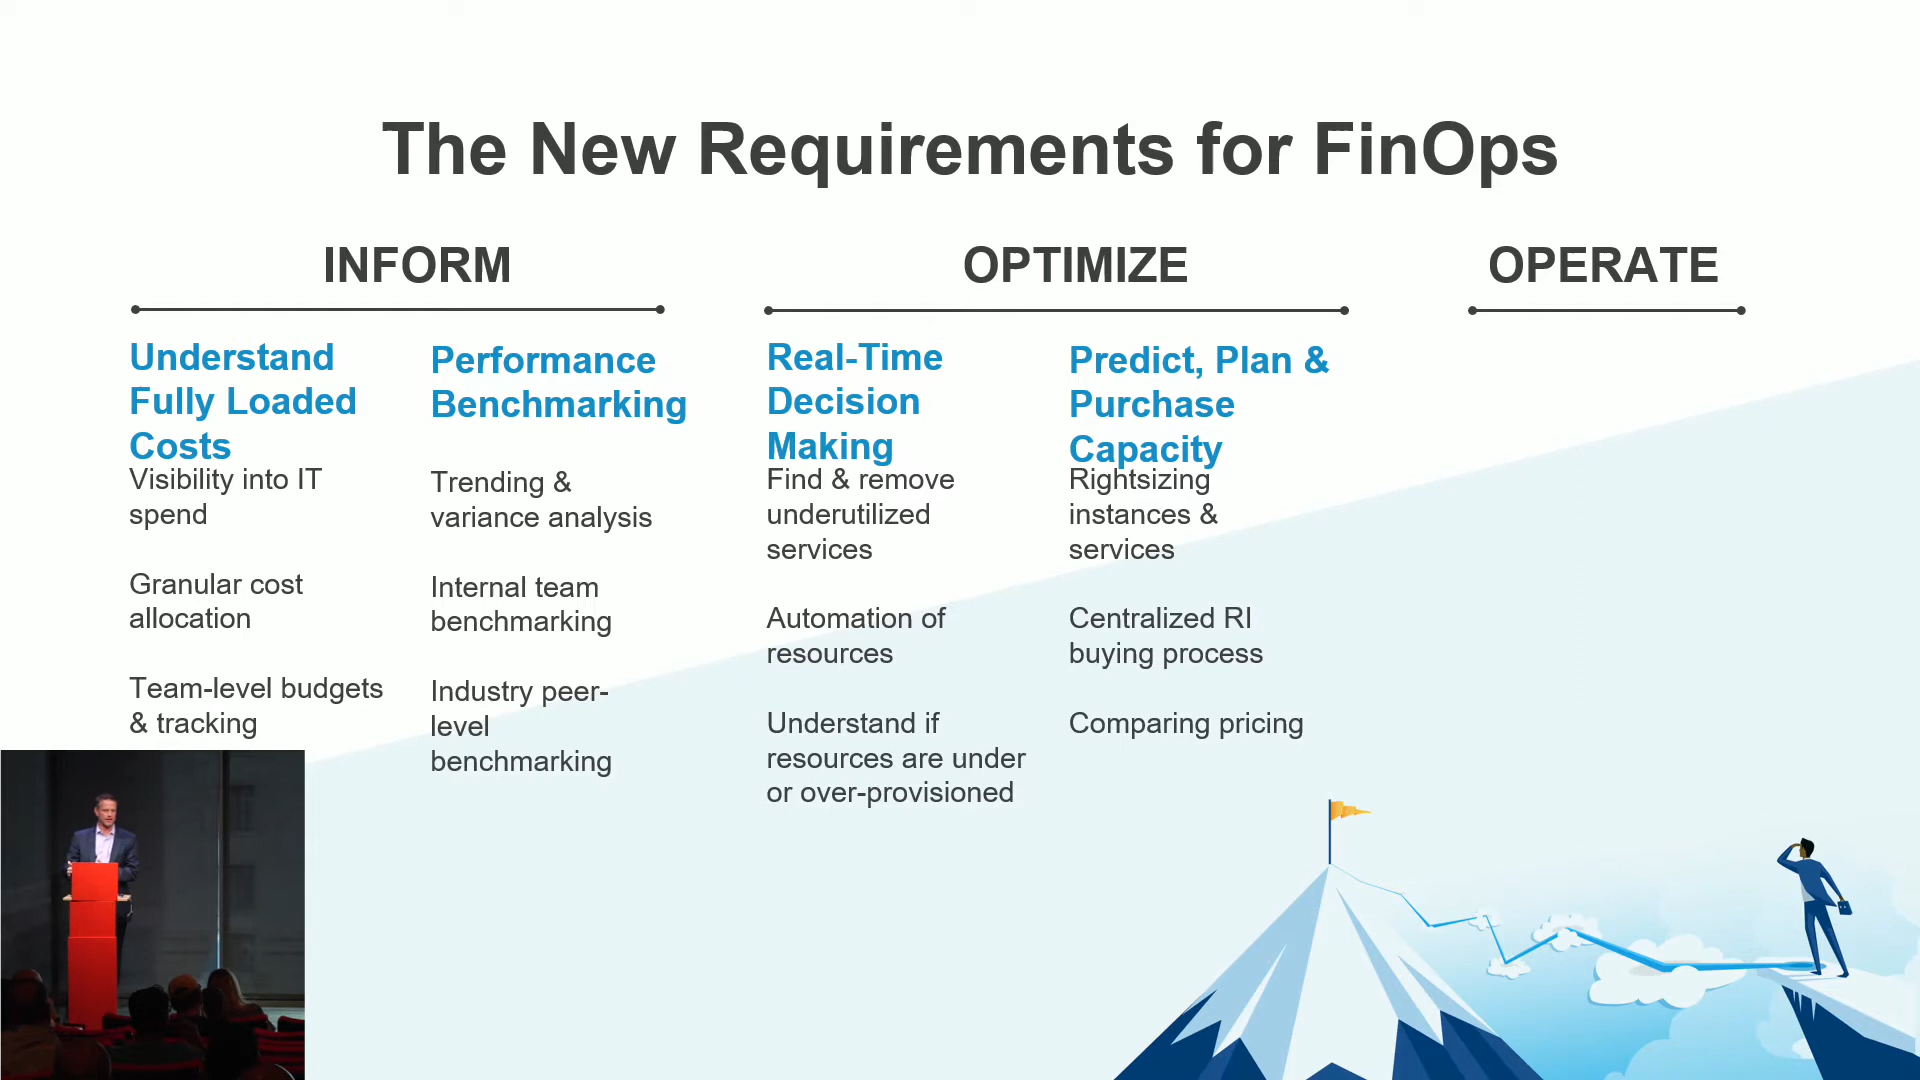 The New Requirements for FinOps
INFORM
Understand
Fully Loaded
Costs
Visibility into IT
spend
Granular cost
allocation
Team-level budgets
& tracking
Performance
Benchmarking
Trending &
variance analysis
Internal team
benchmarking
Industry peer-
level
benchmarking
OPTIMIZE
Real-Time
Decision
Making
Find & remove
underutilized
services
Automation of
resources
Understand if
resources are under
or over-provisioned
Predict, Plan &
Purchase
Capacity
Rightsizing
instances &
services
Centralized RI
buying process
Comparing pricing
OPERATE